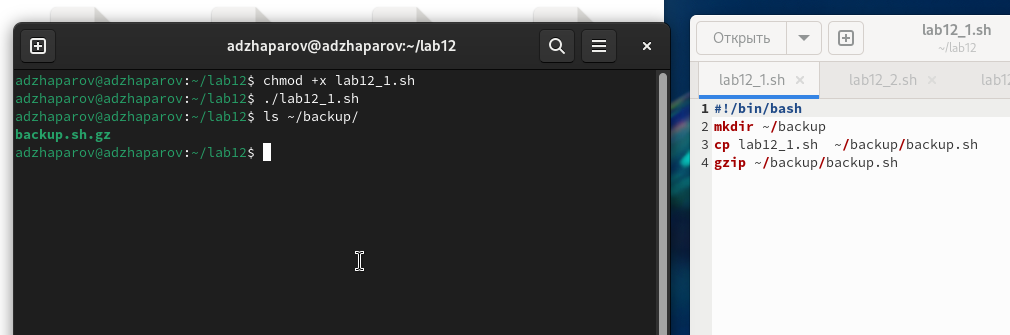 adzhaparov@adzhaparov:~/lab12
adzhaparov@adzhaparov:~/lab12$ chmod +x lab12_1.sh
adzhaparov@adzhaparov:~/lab12$ ./lab12_1.sh
adzhaparov@adzhaparov:~/lab12$ ls ~/backup/
backup.sh.gz
adzhaparov@adzhaparov:~/lab12$
Открыть
lab12_1.sh
~/lab12
lab12_1.sh × lab12_2.sh × lab12
1 #!/bin/bash
2 mkdir ~/backup
3 cp lab12_1.sh  ~/backup/backup.sh
4 gzip ~/backup/backup.sh